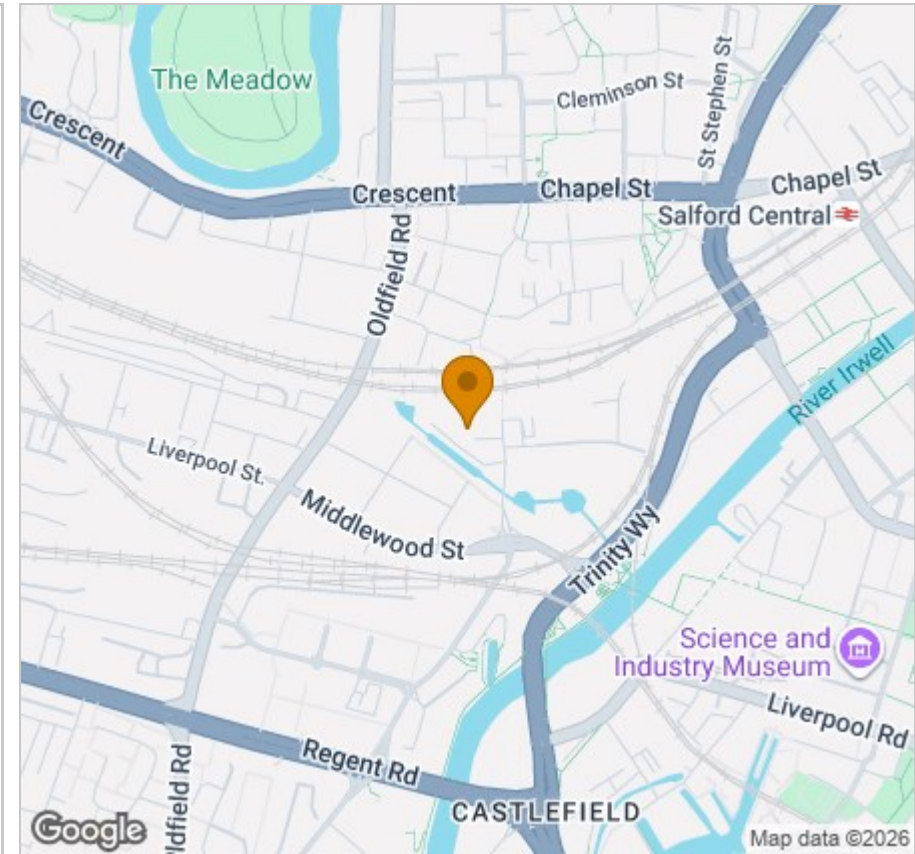 The Meadow
Cleminson St
St Stephen St
Crescent
Crescent
Chapel St
Chapel St
Salford Central
Oldfield Rd
River Irwell
Liverpool St.
Middlewood St
Trinity Wy
Science and
Industry Museum
Liverpool Rd
Regent Rd
ldfield Rd
CASTLEFIELD
Google
Map data ©2026